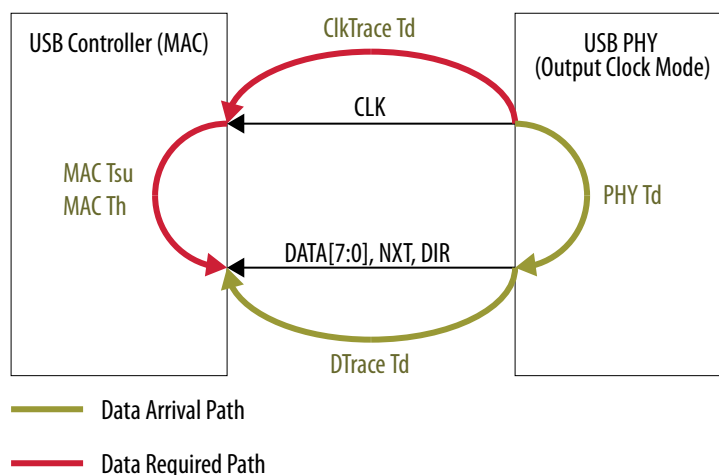 USB Controller (MAC)
ClkTrace Td
USB PHY
(Output Clock Mode)
CLK
MAC Tsu
MAC Th
PHY Td
DATA[7:0], NXT, DIR
DTrace Td
Data Arrival Path
Data Required Path